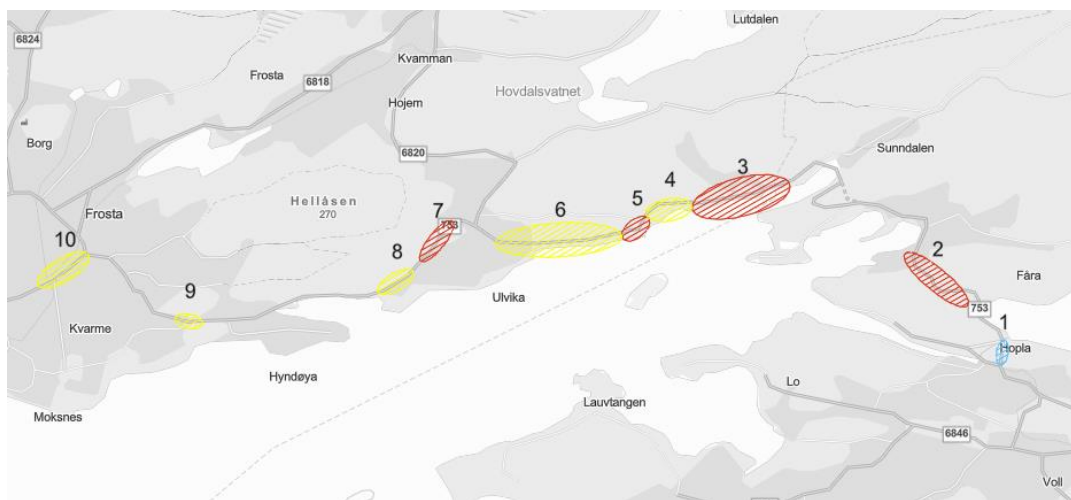 Lutdalen
6824
Kvamman
Frosta
6818
Hovdalsvatnet
Hojem
Borg
6820
Sunndalen
3
4
Hellåsen
270
5
7
6
753
Frosta
10
8
2
Fåra
9
Ulvika
753
1
Kvarme
Hopla
Hyndøya
Lo
Lauvtangen
Moksnes
6846
Voll